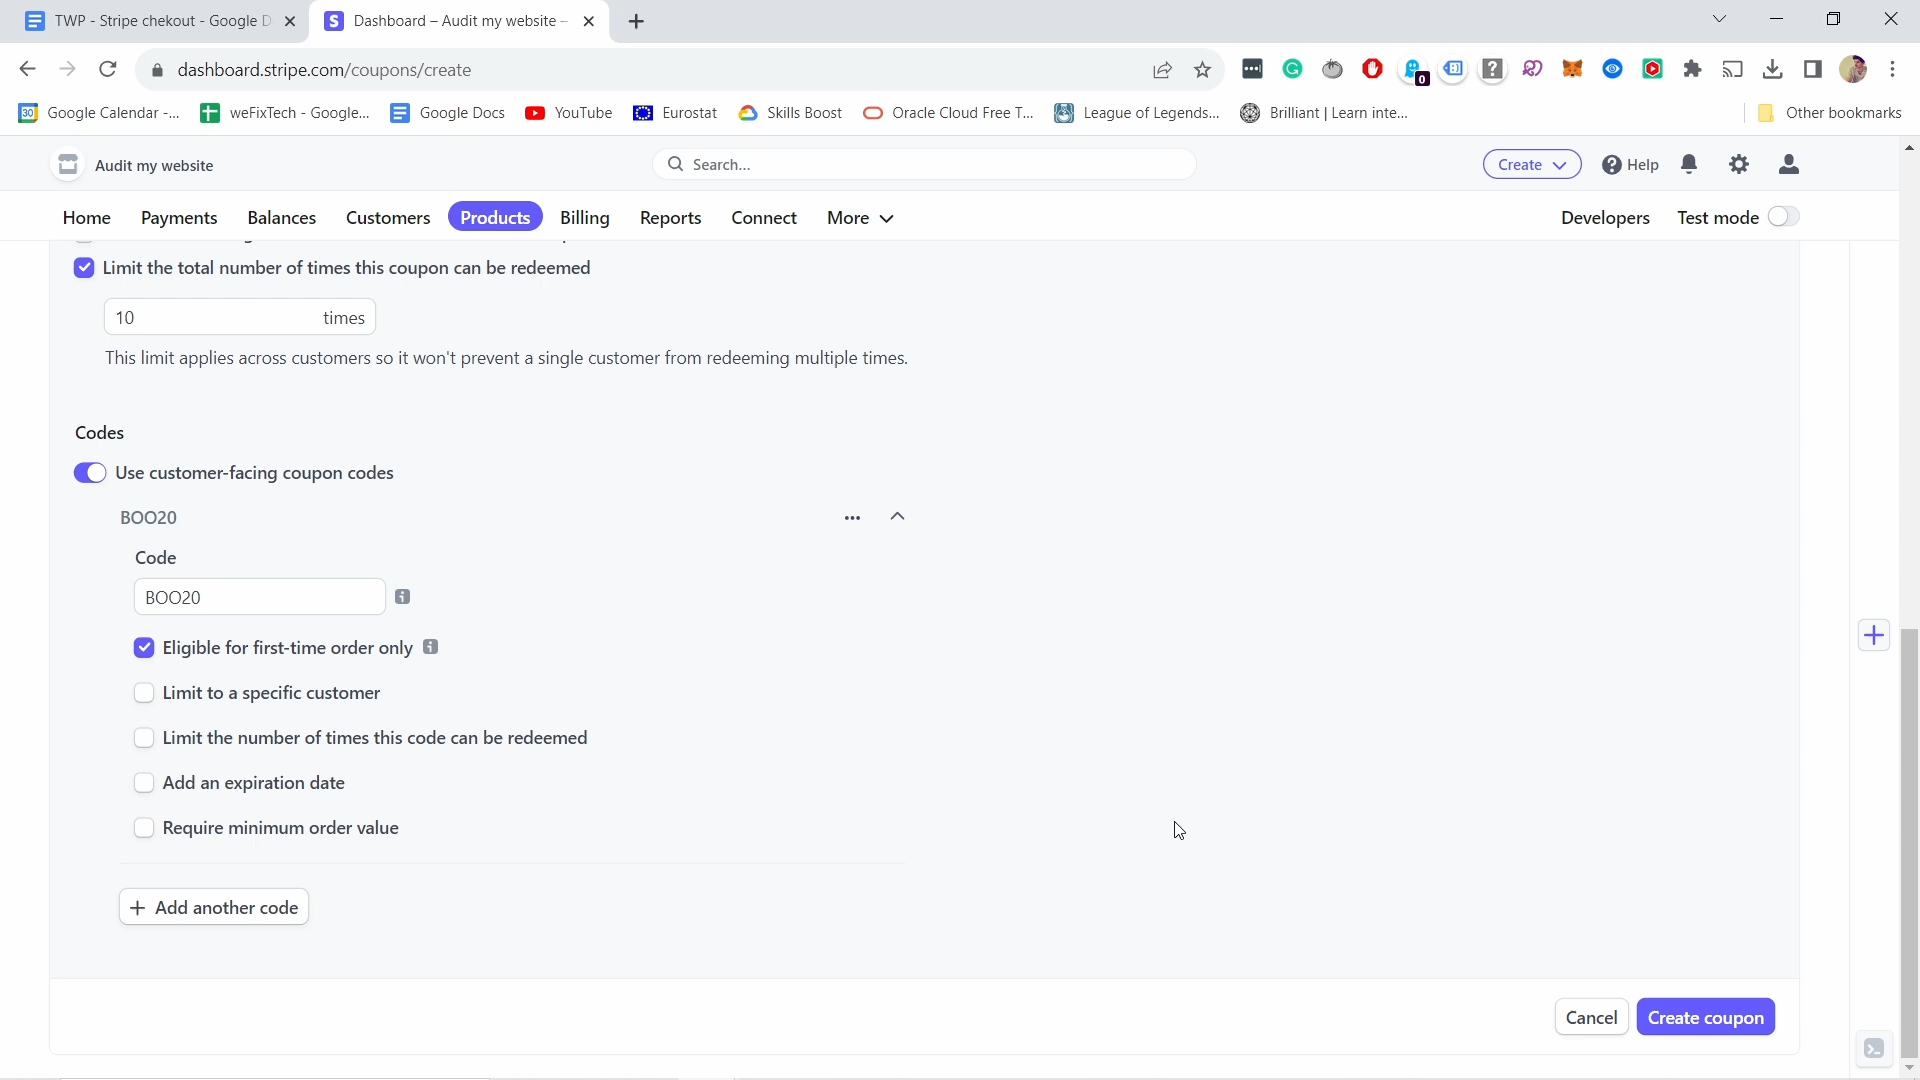 TWP - Stripe chekout - Google D
Dashboard – Audit my website –
dashboard.stripe.com/coupons/create
0
Google Calendar -...
weFixTech - Google...
Google Docs
YouTube
Eurostat
Skills Boost
Oracle Cloud Free T...
League of Legends...
Brilliant | Learn inte...
Other bookmarks
Audit my website
Search...
Create
Help
Home
Payments
Balances
Customers
Products
Billing
Reports
Connect
More
Developers
Test mode
Limit the total number of times this coupon can be redeemed
10 times
This limit applies across customers so it won't prevent a single customer from redeeming multiple times.
Codes
Use customer-facing coupon codes
BOO20
Code
BOO20
Eligible for first-time order only
Limit to a specific customer
Limit the number of times this code can be redeemed
Add an expiration date
Require minimum order value
+ Add another code
Cancel
Create coupon